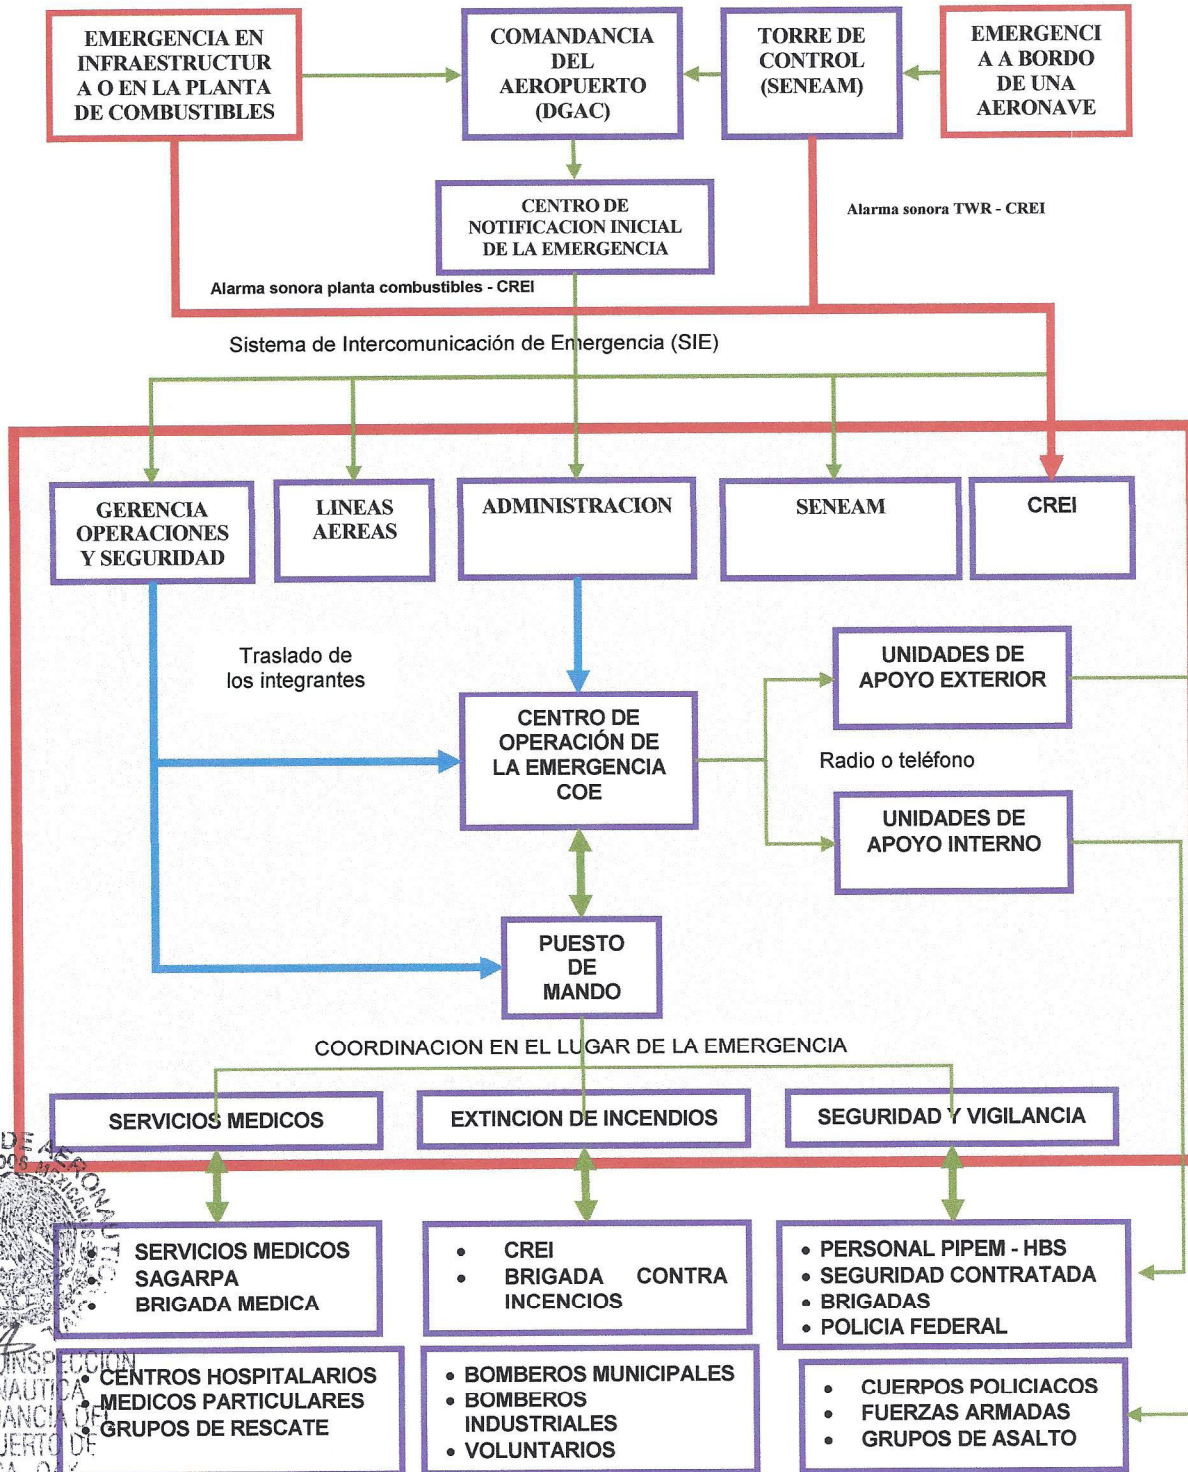 EMERGENCIA EN
INFRAESTRUCTUR
A O EN LA PLANTA
DE COMBUSTIBLES
COMANDANCIA
DEL
AEROPUERTO
(DGAC)
TORRE DE
CONTROL
(SENEAM)
EMERGENCI
A A BORDO
DE UNA
AERONAVE
CENTRO DE
NOTIFICACION INICIAL
DE LA EMERGENCIA
Alarma sonora TWR - CREI
Alarma sonora planta combustibles - CREI
Sistema de Intercomunicación de Emergencia (SIE)
GERENCIA
OPERACIONES
Y SEGURIDAD
LINEAS
AEREAS
ADMINISTRACION
SENEAM
CREI
Traslado de
los integrantes
UNIDADES DE
APOYO EXTERIOR
CENTRO DE
OPERACIÓN DE
LA EMERGENCIA
COE
Radio o teléfono
UNIDADES DE
APOYO INTERNO
PUESTO
DE
MANDO
COORDINACION EN EL LUGAR DE LA EMERGENCIA
SERVICIOS MEDICOS
EXTINCION DE INCENDIOS
SEGURIDAD Y VIGILANCIA
• SERVICIOS MEDICOS
• SAGARPA
• BRIGADA MEDICA
• CREI
• BRIGADA CONTRA
INCENCIOS
• PERSONAL PIPEM - HBS
• SEGURIDAD CONTRATADA
• BRIGADAS
• POLICIA FEDERAL
• CENTROS HOSPITALARIOS
• MEDICOS PARTICULARES
• GRUPOS DE RESCATE
• BOMBEROS MUNICIPALES
• BOMBEROS
INDUSTRIALES
• VOLUNTARIOS
• CUERPOS POLICIACOS
• FUERZAS ARMADAS
• GRUPOS DE ASALTO
DE
INSPECCION